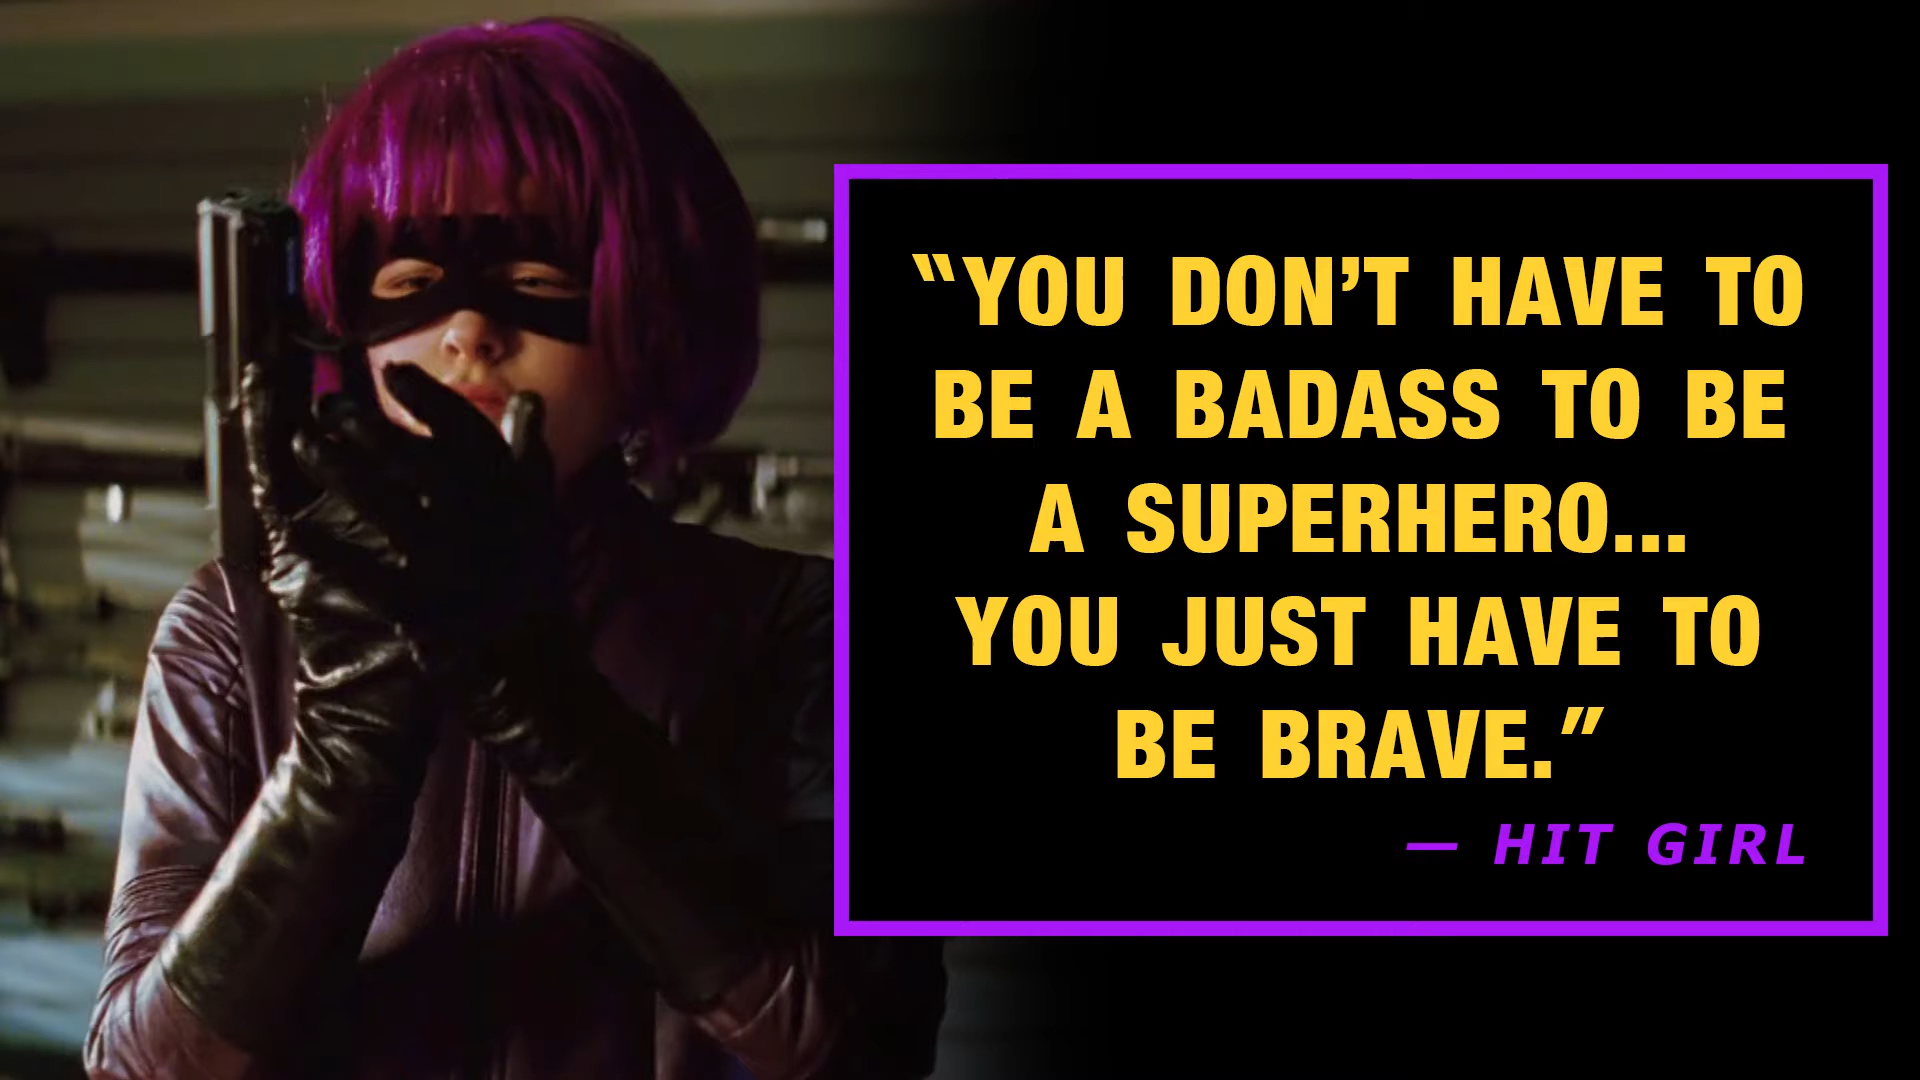 “YOU DON’T HAVE TO
BE A BADASS TO BE
A SUPERHERO...
YOU JUST HAVE TO
BE BRAVE.”
— HIT GIRL